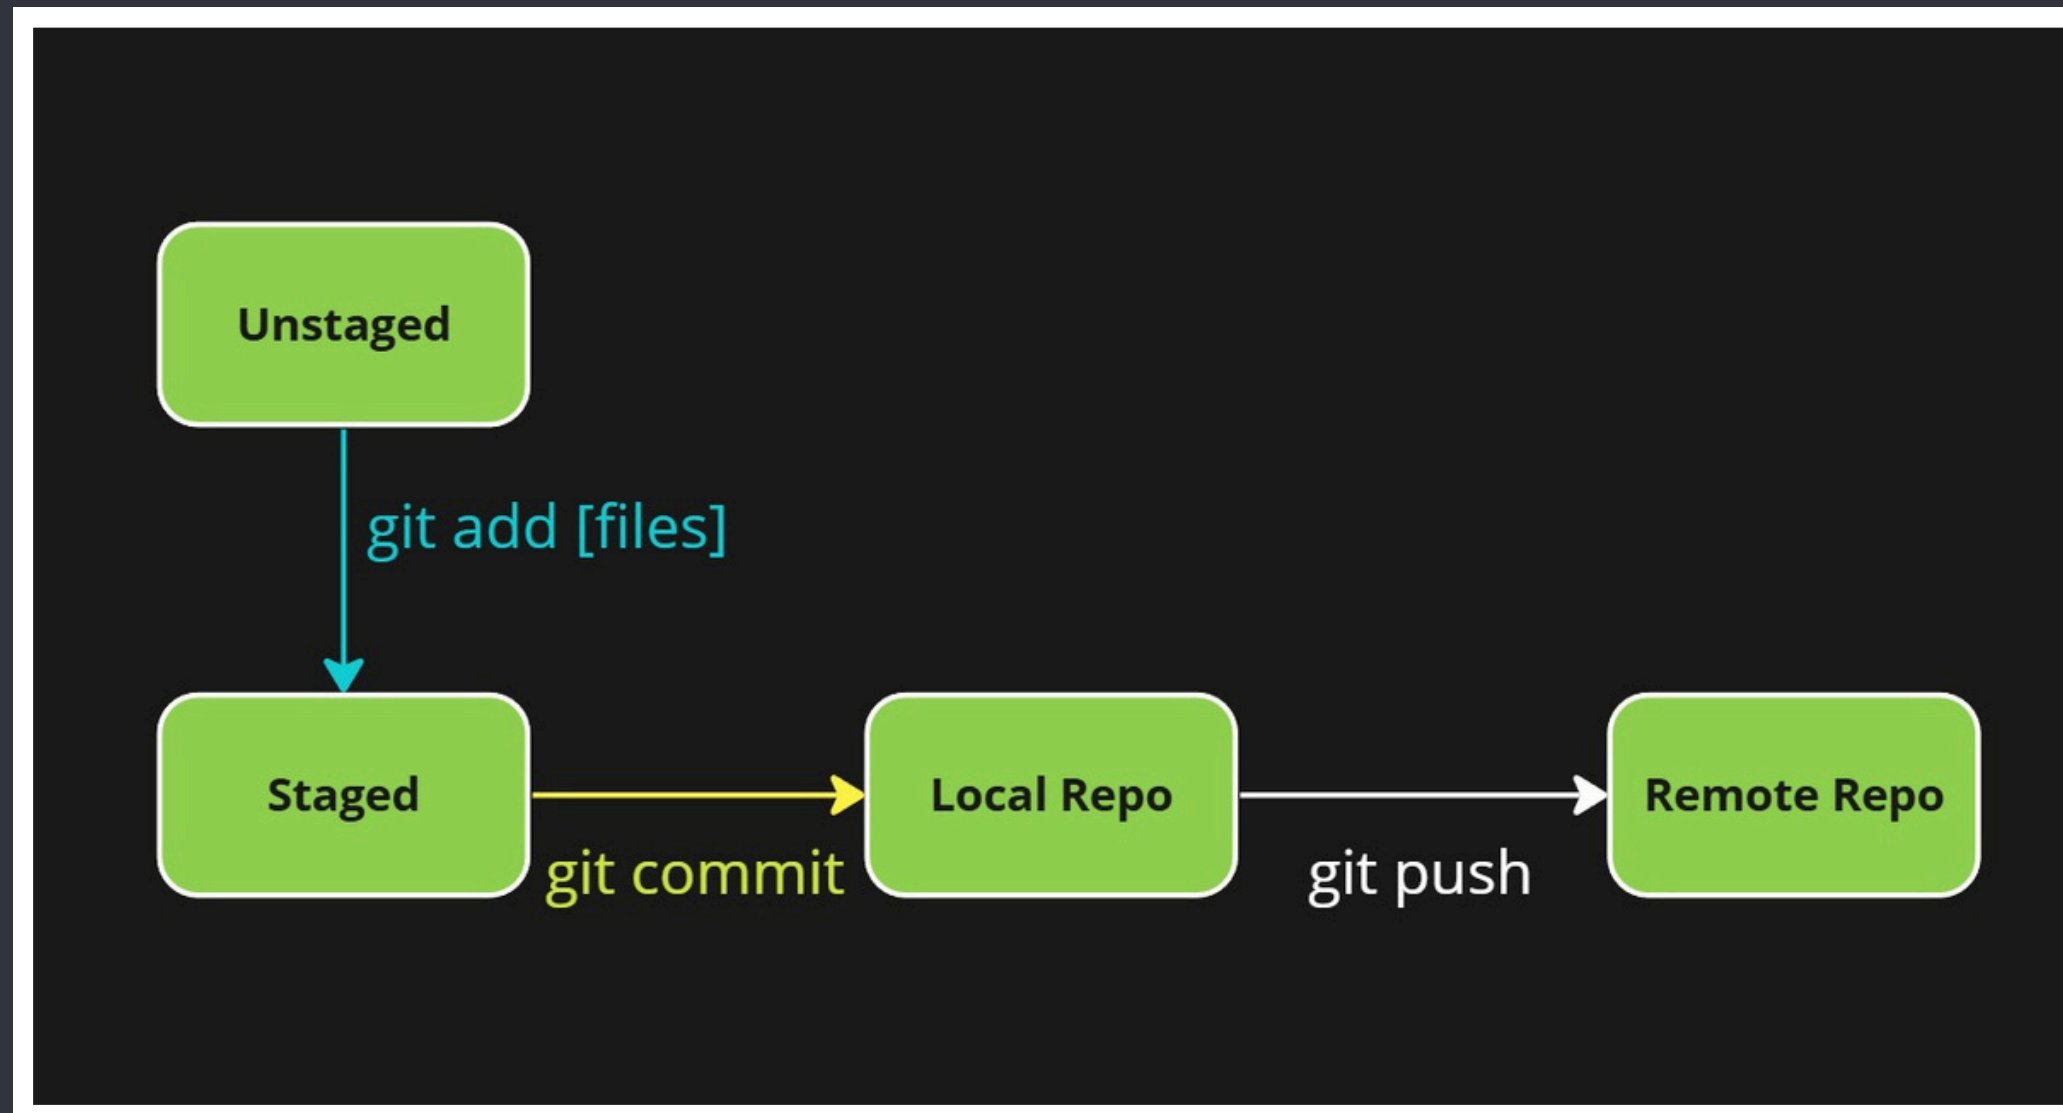 Unstaged
git add [files]
Staged
git commit
Local Repo
git push
Remote Repo